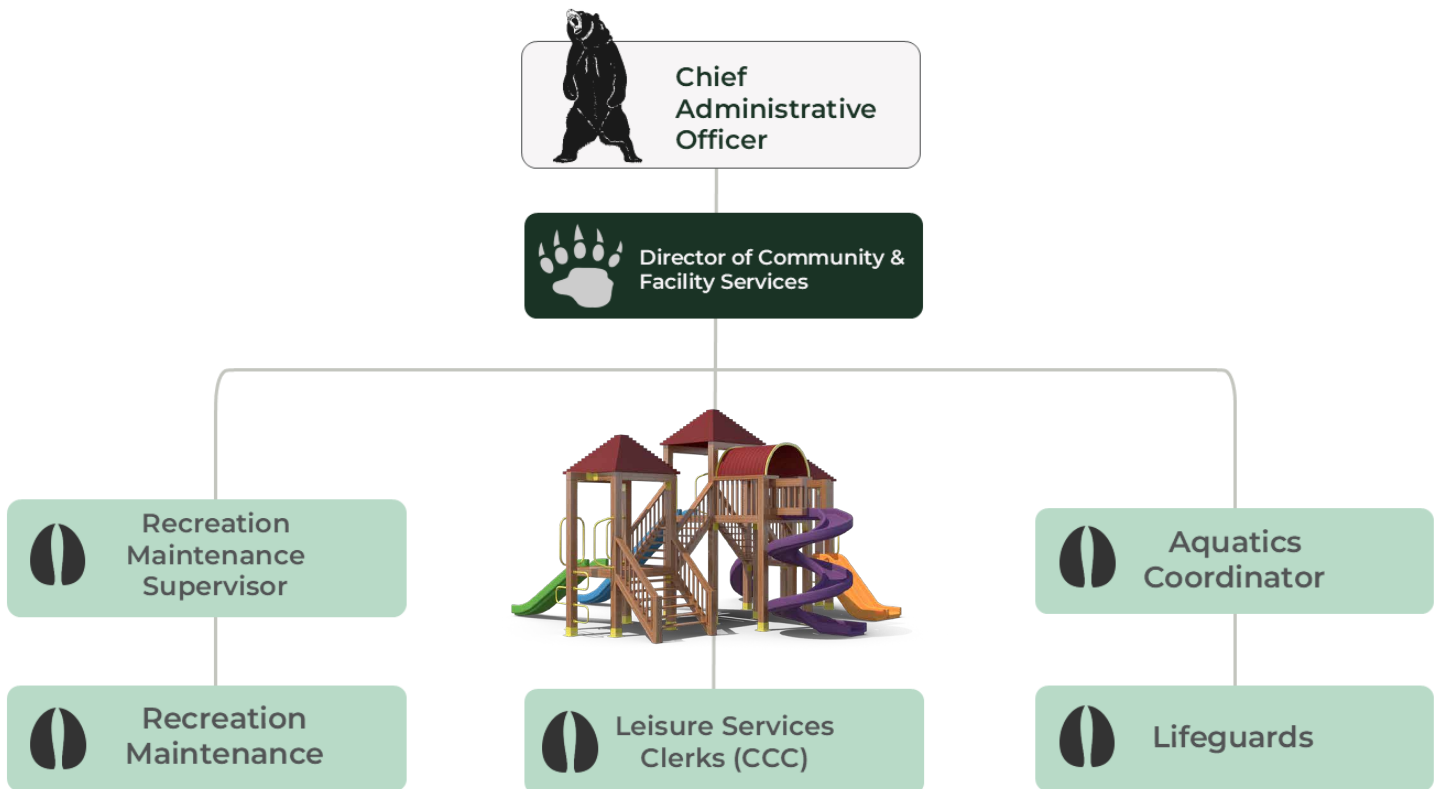 Chief
Administrative
Officer
Director of Community &
Facility Services
Recreation
Maintenance
Supervisor
Aquatics
Coordinator
Recreation
Maintenance
Leisure Services
Clerks (CCC)
Lifeguards